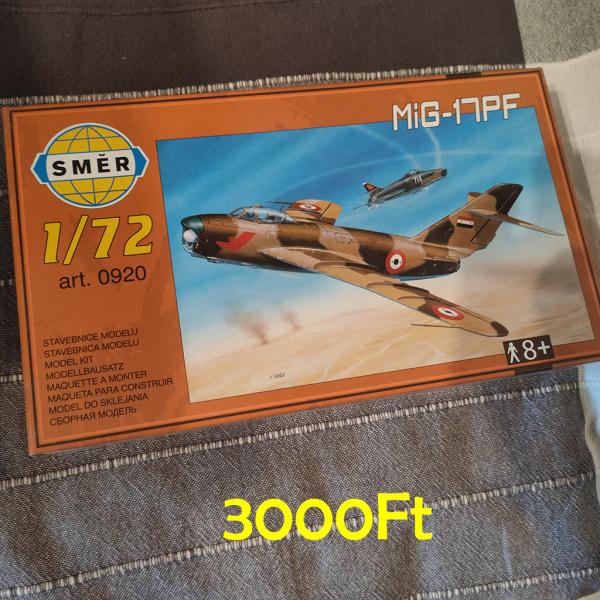 MiG-17PF
SMĚR
1/72
art. 0920
STAVEBNICE MODELU
STAVEBNICA MODELU
MODEL KIT
MODELLBAUSATZ
MAQUETTE A MONTER
MAQUETA PARA CONSTRUIR
MODEL DO SKLEJANIA
СБОРНАЯ МОДЕЛЬ
8+
3000Ft